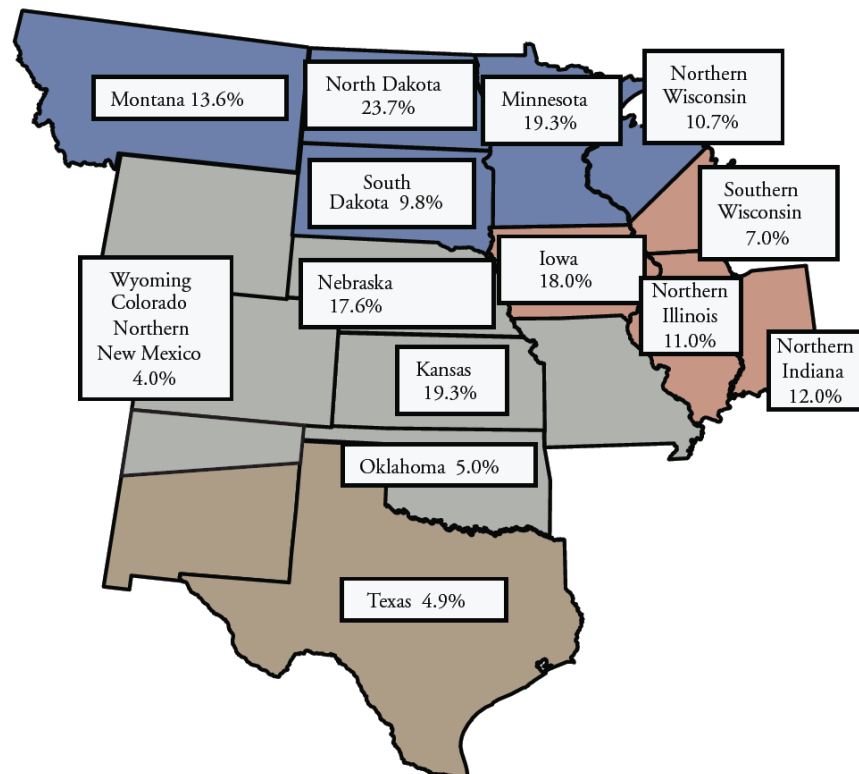 Montana 13.6%
North Dakota
23.7%
Minnesota
19.3%
Northern
Wisconsin
10.7%
South
Dakota 9.8%
Southern
Wisconsin
7.0%
Wyoming
Colorado
Northern
New Mexico
4.0%
Nebraska
17.6%
Iowa
18.0%
Northern
Illinois
11.0%
Northern
Indiana
12.0%
Kansas
19.3%
Oklahoma 5.0%
Texas 4.9%